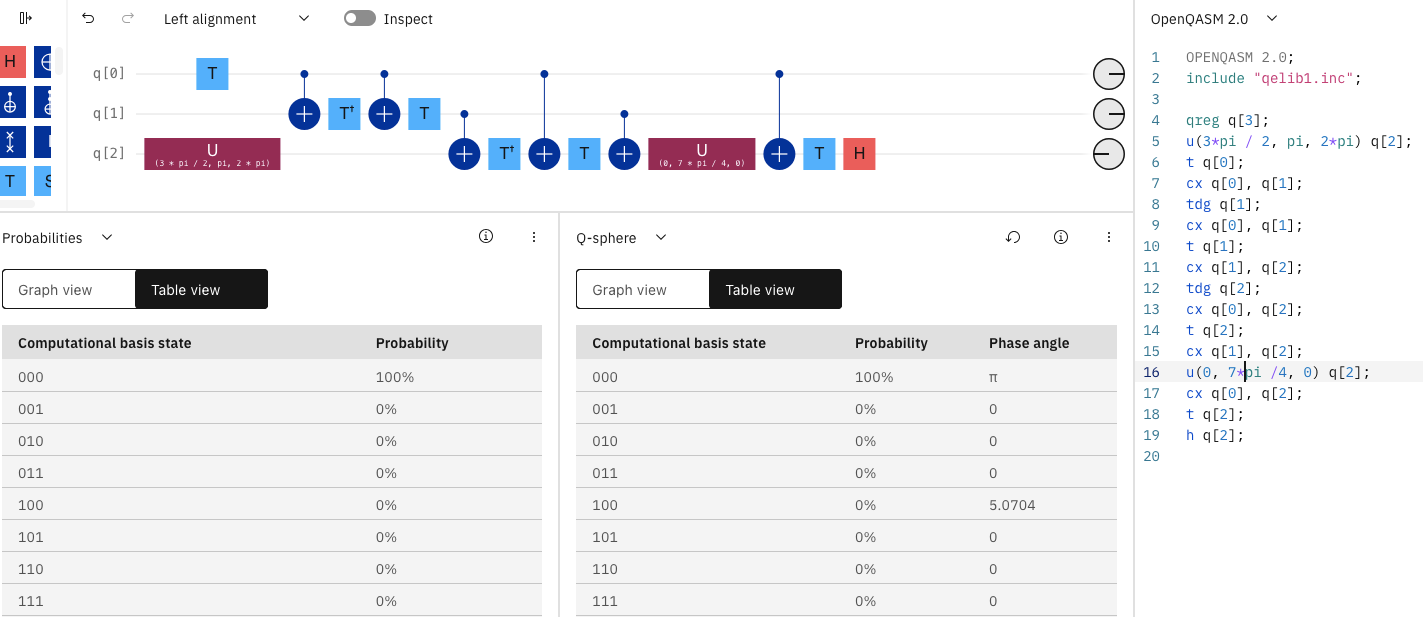 Left alignment
Inspect
OpenQASM 2.0
H
T
S
q[0]
T
q[1]
T†
T
q[2]
U
(3 * pi / 2, pi, 2 * pi)
T†
T
U
(0, 7 * pi / 4, 0)
T
H
Probabilities
Graph view
Table view
Computational basis state Probability
000 100%
001 0%
010 0%
011 0%
100 0%
101 0%
110 0%
111 0%
Q-sphere
Graph view
Table view
Computational basis state Probability Phase angle
000 100% π
001 0% 0
010 0% 0
011 0% 0
100 0% 5.0704
101 0% 0
110 0% 0
111 0% 0
1 OPENQASM 2.0;
2 include "qelib1.inc";
3
4 qreg q[3];
5 u(3*pi / 2, pi, 2*pi) q[2];
6 t q[0];
7 cx q[0], q[1];
8 tdg q[1];
9 cx q[0], q[1];
10 t q[1];
11 cx q[1], q[2];
12 tdg q[2];
13 cx q[0], q[2];
14 t q[2];
15 cx q[1], q[2];
16 u(0, 7*pi /4, 0) q[2];
17 cx q[0], q[2];
18 t q[2];
19 h q[2];
20